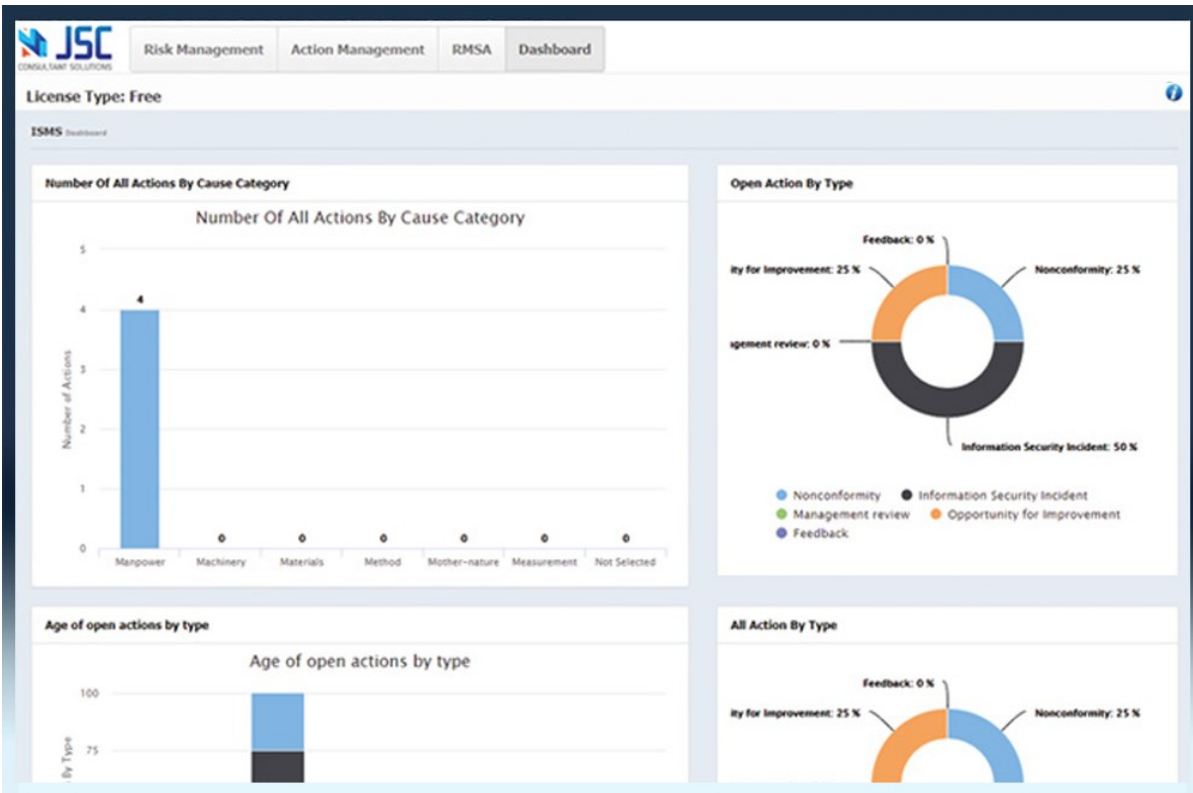 JSC
CONSULTANT SOLUTIONS
Risk Management
Action Management
RMSA
Dashboard
License Type: Free
i
ISMS Dashboard
Number Of All Actions By Cause Category
Number Of All Actions By Cause Category
Number of Actions
5
4
3
2
1
0
4
0
0
0
0
0
0
Manpower
Machinery
Materials
Method
Mother-nature
Measurement
Not Selected
Open Action By Type
Feedback: 0 %
ity for Improvement: 25 %
Nonconformity: 25 %
agement review: 0 %
Information Security Incident: 50 %
Nonconformity
Information Security Incident
Management review
Opportunity for Improvement
Feedback
Age of open actions by type
Age of open actions by type
100
75
By Type
All Action By Type
Feedback: 0 %
ity for Improvement: 25 %
Nonconformity: 25 %